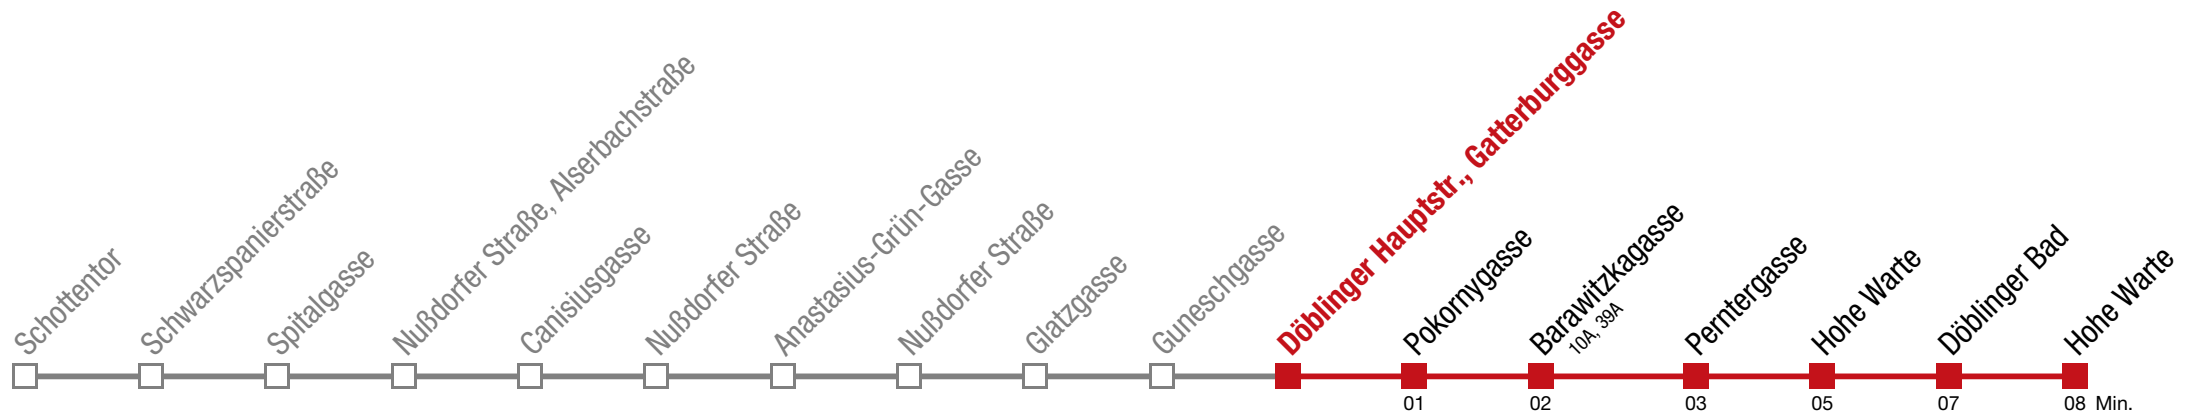 Schottentor
Schwarzspanierstraße
Spitalgasse
Nußdorfer Straße, Alserbachstraße
Canisiusgasse
Nußdorfer Straße
Anastasius-Grün-Gasse
Nußdorfer Straße
Glatzgasse
Guneschgasse
Döblinger Hauptstr., Gatterburggasse
Pokornygasse
Barawitzkagasse
10A, 39A
Perntergasse
Hohe Warte
Döblinger Bad
Hohe Warte
01 02 03 05 07 08 Min.